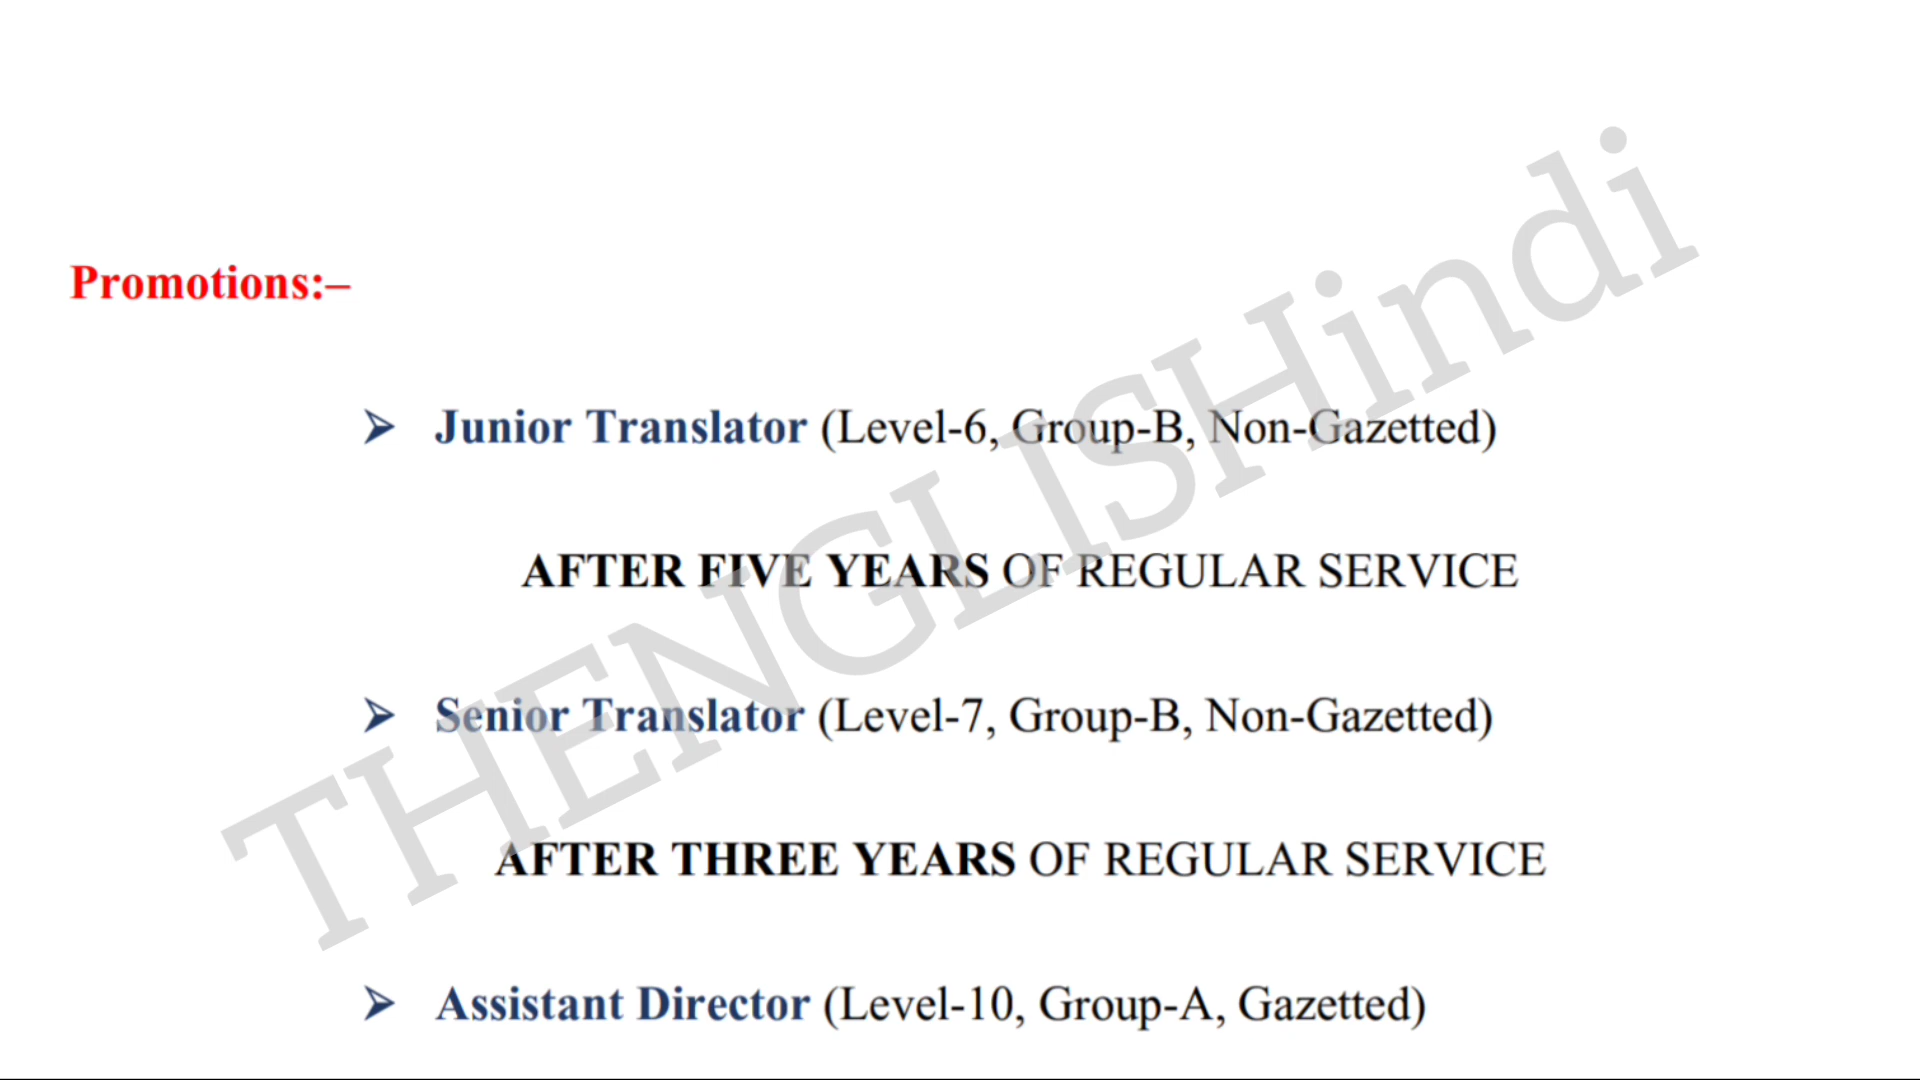 Promotions:–
➢ Junior Translator (Level-6, Group-B, Non-Gazetted)
AFTER FIVE YEARS OF REGULAR SERVICE
➢ Senior Translator (Level-7, Group-B, Non-Gazetted)
AFTER THREE YEARS OF REGULAR SERVICE
➢ Assistant Director (Level-10, Group-A, Gazetted)
THENGLISHindi